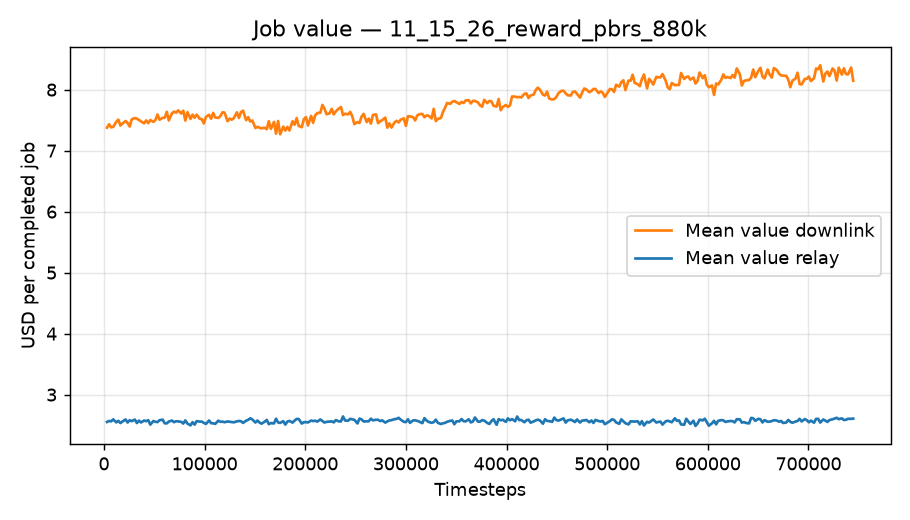 Job value — 11_15_26_reward_pbrs_880k
USD per completed job
8
7
6
5
4
3
Mean value downlink
Mean value relay
0 100000 200000 300000 400000 500000 600000 700000
Timesteps